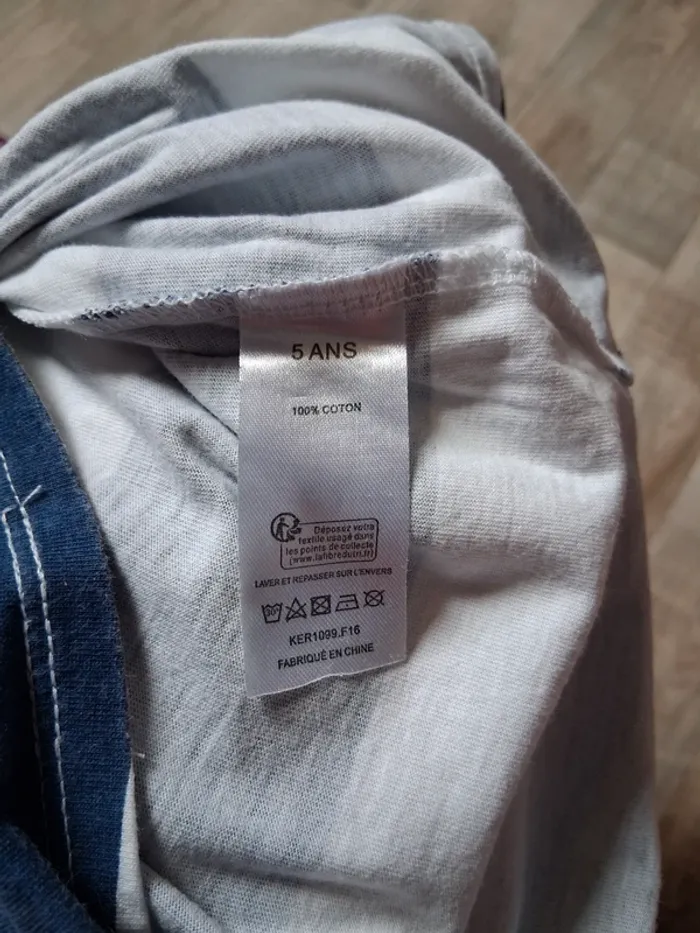 5 ANS
100% COTON
Déposez votre
textile usagé dans
les points de collecte
(www.lafibredutri.fr)
LAVER ET REPASSER SUR L'ENVERS
30°
KER1099.F16
FABRIQUÉ EN CHINE